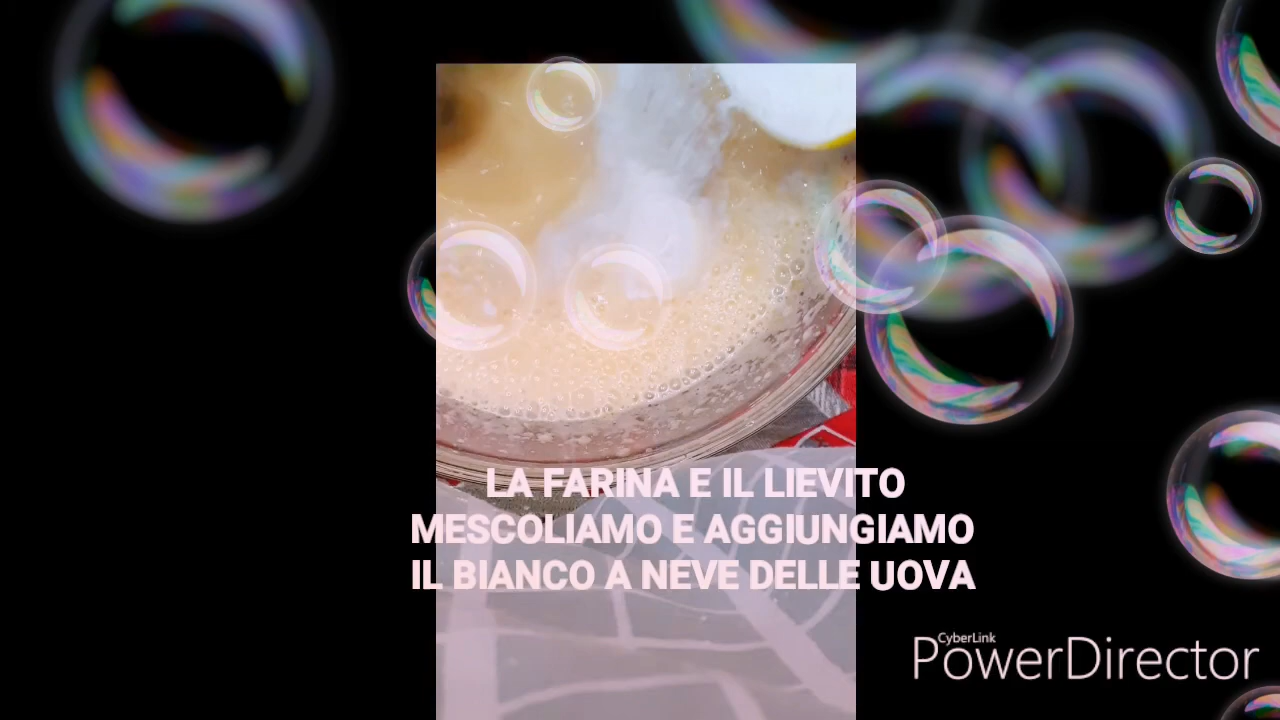 LA FARINA E IL LIEVITO
MESCOLIAMO E AGGIUNGIAMO
IL BIANCO A NEVE DELLE UOVA
CyberLink
PowerDirector